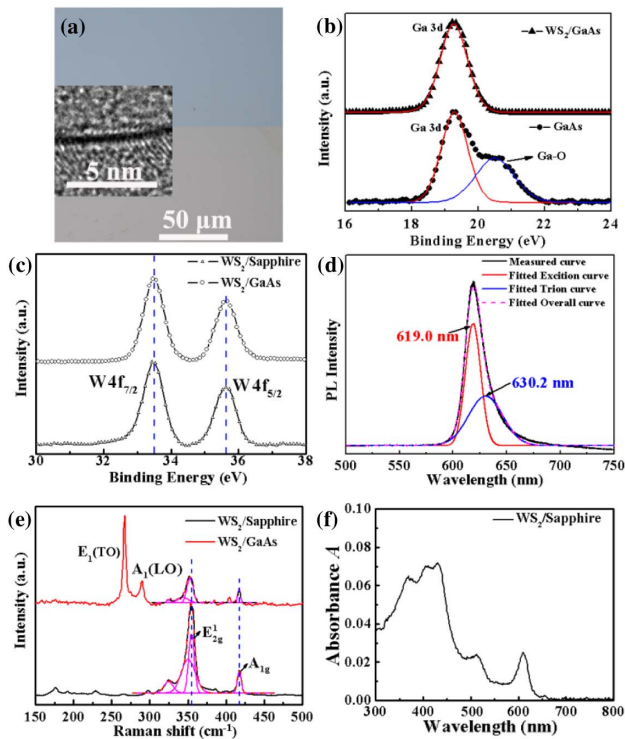 (a)
5 nm
50 µm
(b)
Ga 3d
WS2/GaAs
Ga 3d
GaAs
Ga-O
Intensity (a.u.)
16 18 20 22 24
Binding Energy (eV)
(c)
WS2/Sapphire
WS2/GaAs
W 4f7/2
W 4f5/2
Intensity (a.u.)
30 32 34 36 38
Binding Energy (eV)
(d)
Measured curve
Fitted Excition curve
Fitted Trion curve
Fitted Overall curve
619.0 nm
630.2 nm
PL Intensity
500 550 600 650 700 750
Wavelength (nm)
(e)
WS2/Sapphire
WS2/GaAs
E1(TO)
A1(LO)
E12g
A1g
Intensity (a.u.)
150 200 250 300 350 400 450 500
Raman shift (cm-1)
(f)
WS2/Sapphire
Absorbance A
0.10
0.08
0.06
0.04
0.02
0.00
300 400 500 600 700 800
Wavelength (nm)